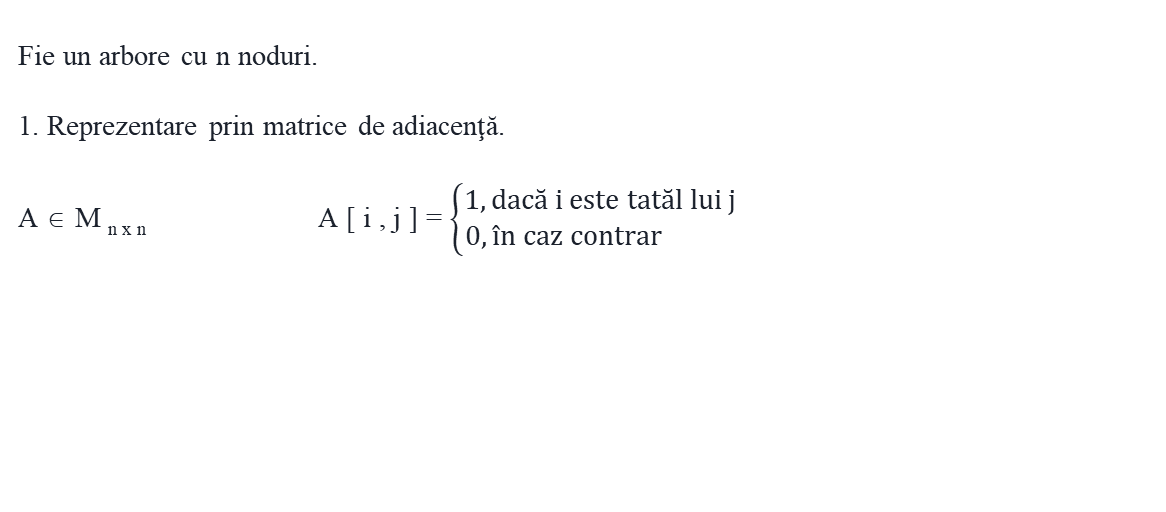 Fie un arbore cu n noduri.
1. Reprezentare prin matrice de adiacenţă.
A ∈ M n x n A [ i , j ] = {1, dacă i este tatăl lui j
0, în caz contrar